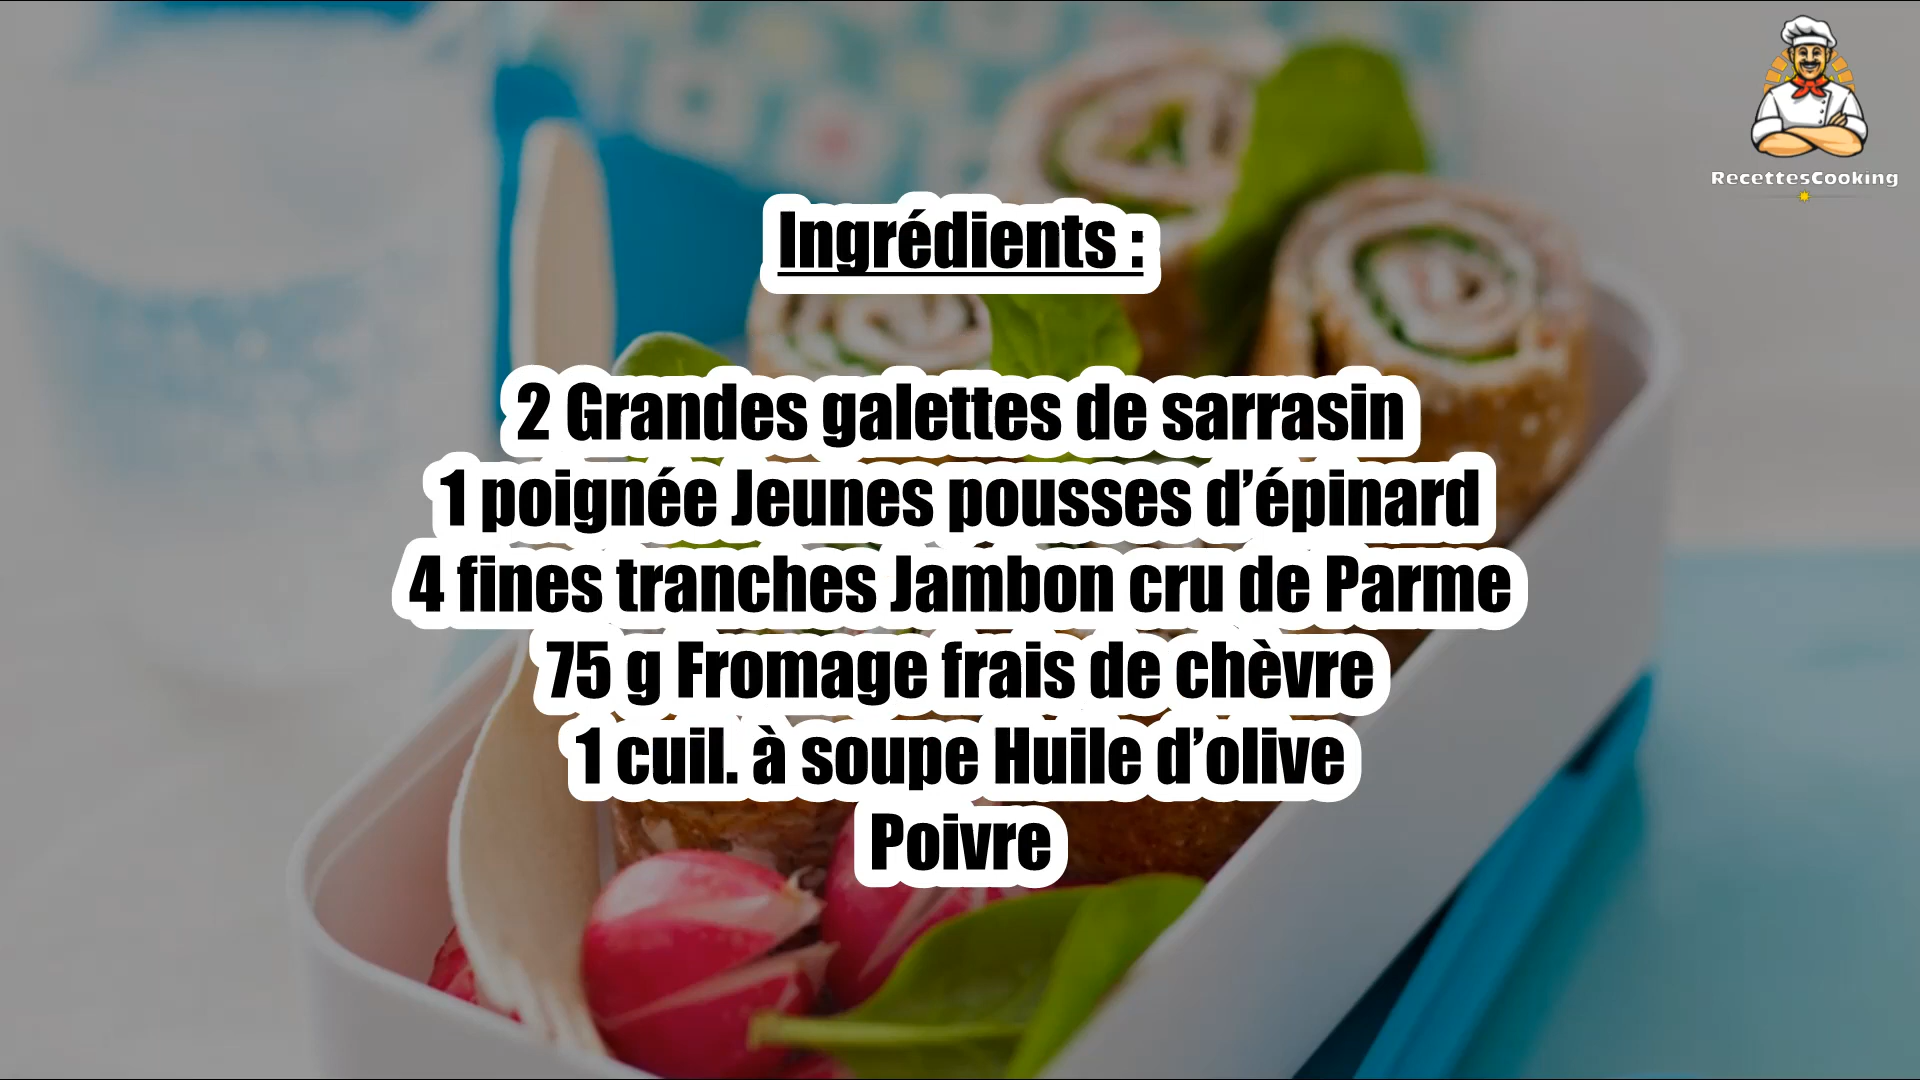 RecettesCooking
Ingrédients :
2 Grandes galettes de sarrasin
1 poignée Jeunes pousses d’épinard
4 fines tranches Jambon cru de Parme
75 g Fromage frais de chèvre
1 cuil. à soupe Huile d’olive
Poivre